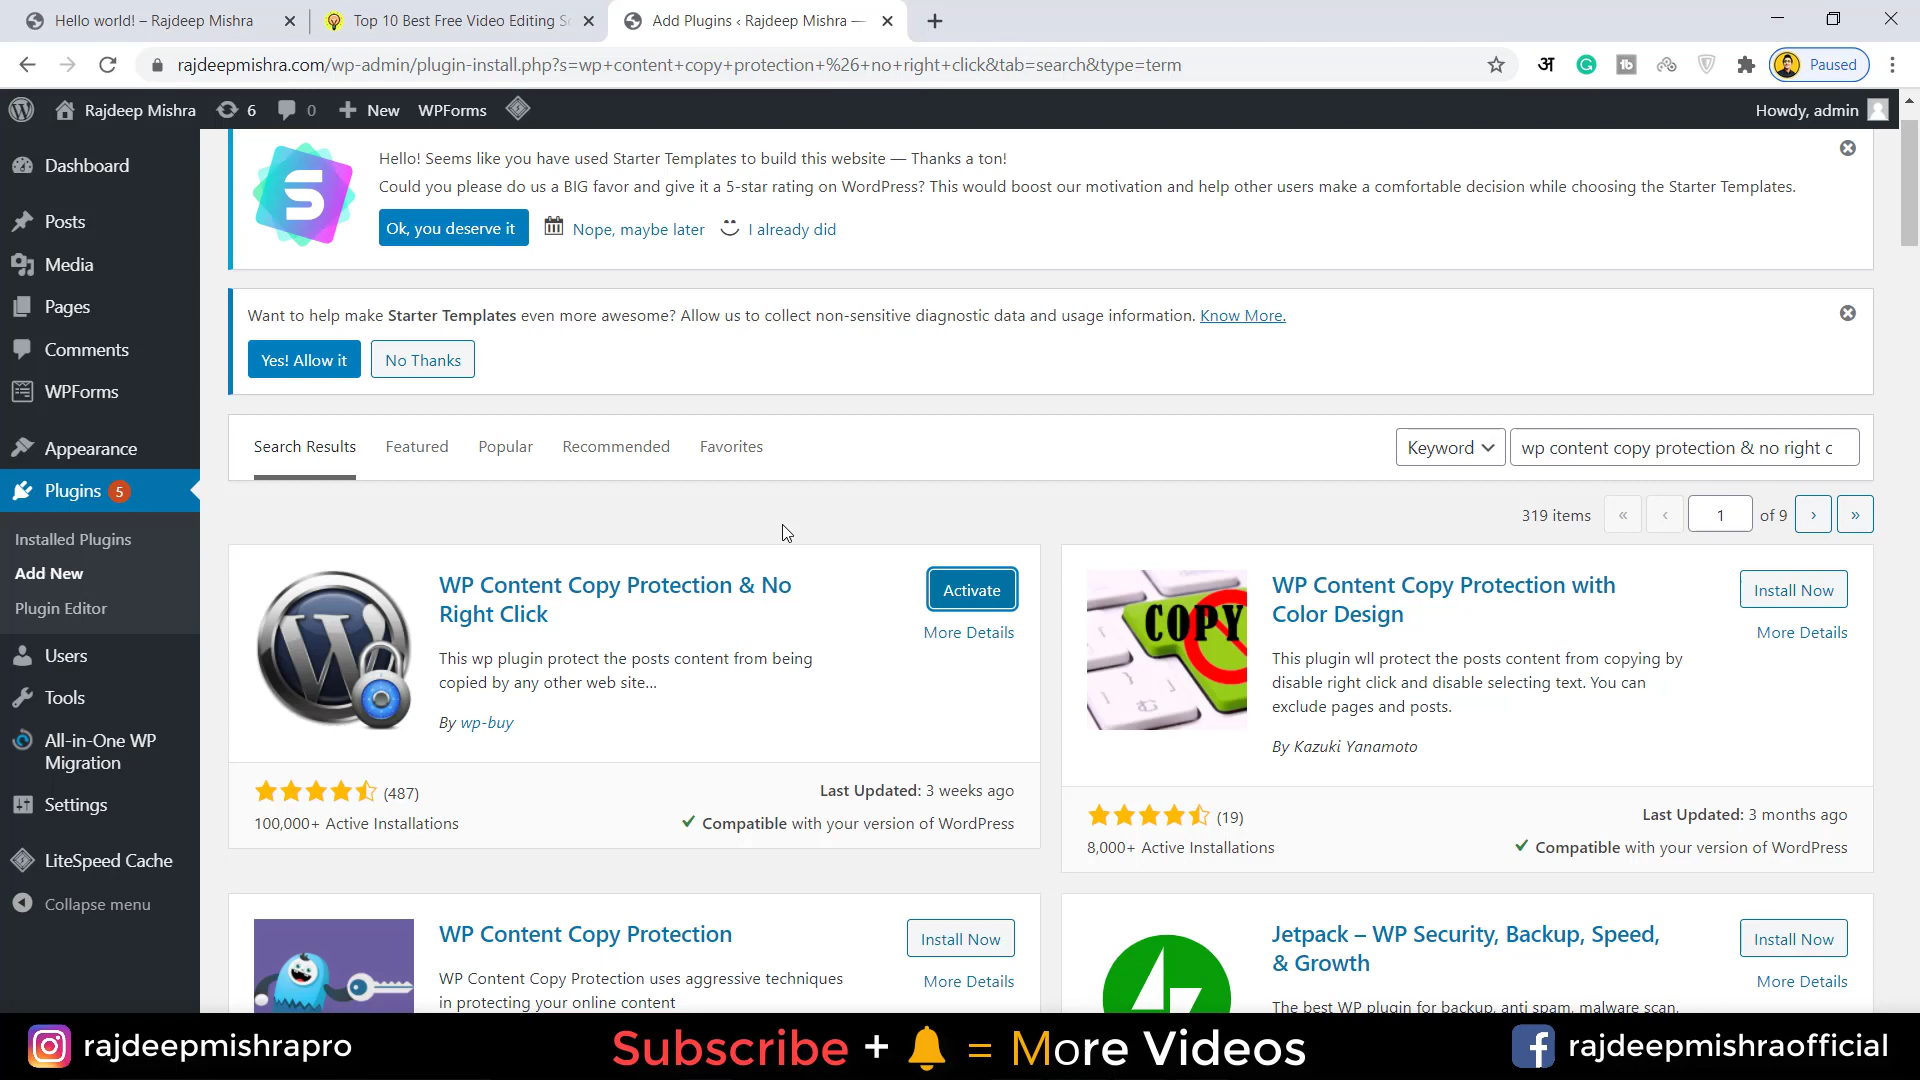 Hello world! – Rajdeep Mishra
Top 10 Best Free Video Editing S
Add Plugins ‹ Rajdeep Mishra —
rajdeepmishra.com/wp-admin/plugin-install.php?s=wp+content+copy+protection+%26+no+right+click&tab=search&type=term
अ
Paused
Rajdeep Mishra 6 0 New WPForms
Howdy, admin
Dashboard
Posts
Media
Pages
Comments
WPForms
Appearance
Plugins 5
Installed Plugins
Add New
Plugin Editor
Users
Tools
All-in-One WP
Migration
Settings
LiteSpeed Cache
Collapse menu
Hello! Seems like you have used Starter Templates to build this website — Thanks a ton!
Could you please do us a BIG favor and give it a 5-star rating on WordPress? This would boost our motivation and help other users make a comfortable decision while choosing the Starter Templates.
Ok, you deserve it Nope, maybe later I already did
Want to help make Starter Templates even more awesome? Allow us to collect non-sensitive diagnostic data and usage information. Know More.
Yes! Allow it No Thanks
Search Results Featured Popular Recommended Favorites
Keyword wp content copy protection & no right c
319 items « ‹ 1 of 9 › »
WP Content Copy Protection & No
Right Click
Activate
More Details
This wp plugin protect the posts content from being
copied by any other web site...
By wp-buy
(487)
Last Updated: 3 weeks ago
100,000+ Active Installations
Compatible with your version of WordPress
COPY
WP Content Copy Protection with
Color Design
Install Now
More Details
This plugin wll protect the posts content from copying by
disable right click and disable selecting text. You can
exclude pages and posts.
By Kazuki Yanamoto
(19)
Last Updated: 3 months ago
8,000+ Active Installations
Compatible with your version of WordPress
WP Content Copy Protection
Install Now
More Details
WP Content Copy Protection uses aggressive techniques
in protecting your online content
Jetpack – WP Security, Backup, Speed,
& Growth
Install Now
More Details
The best WP plugin for backup, anti spam, malware scan,
rajdeepmishrapro
Subscribe + = More Videos
rajdeepmishraofficial